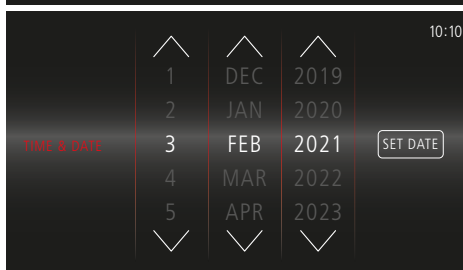 10:10
1 DEC 2019
2 JAN 2020
TIME & DATE 3 FEB 2021 SET DATE
4 MAR 2022
5 APR 2023